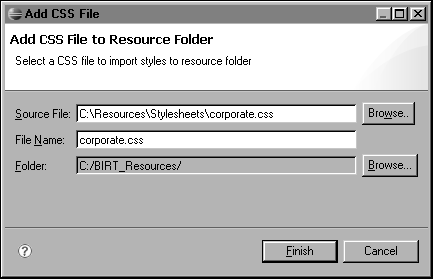 Add CSS File
Add CSS File to Resource Folder
Select a CSS file to import styles to resource folder
Source File: C:\Resources\Stylesheets\corporate.css Browse..
File Name: corporate.css
Folder: C:/BIRT_Resources/ Browse...
? Finish Cancel